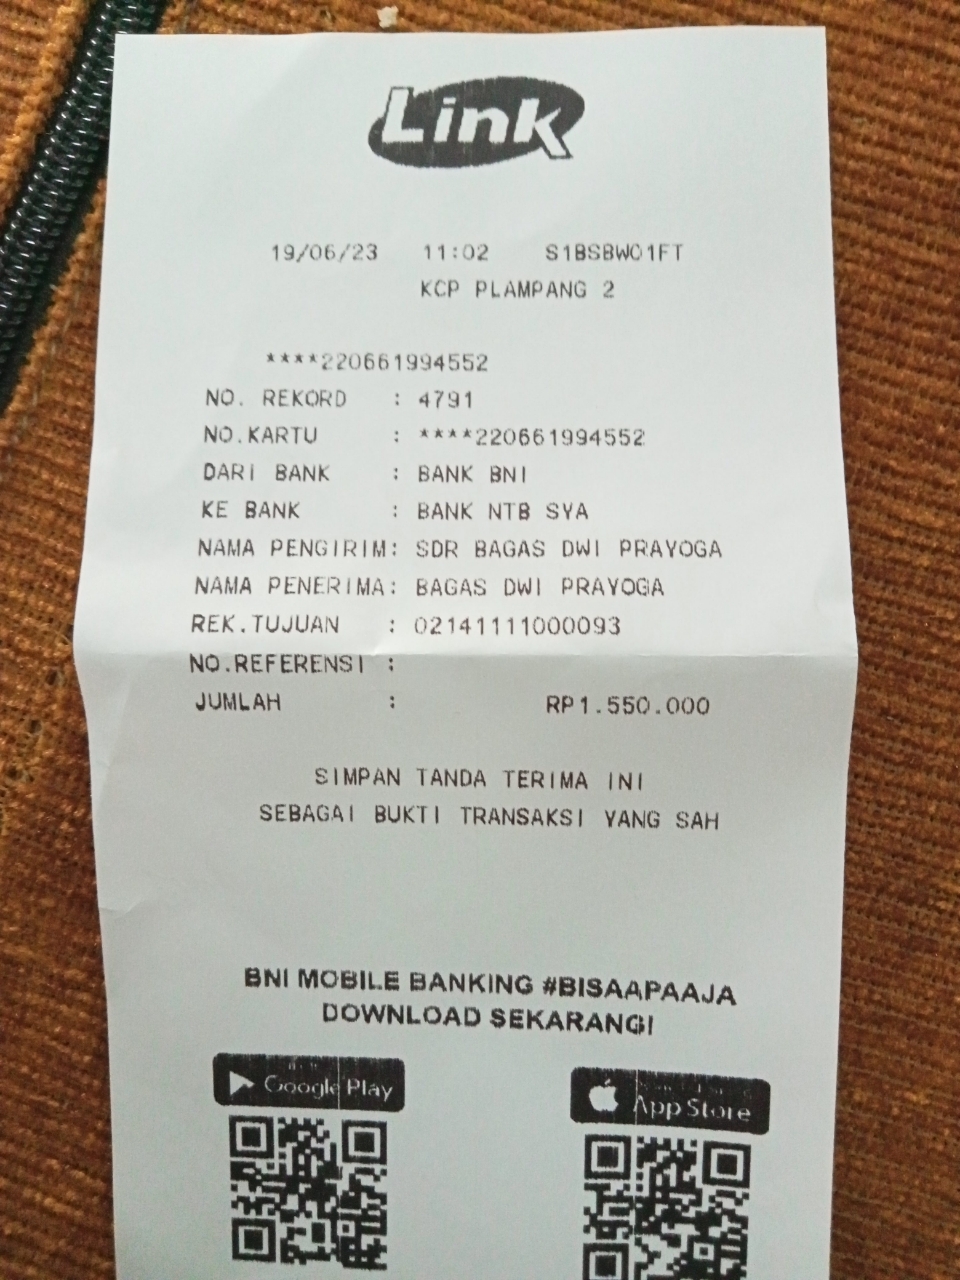 Link
19/06/23 11:02 S1BSBW01FT
KCP PLAMPANG 2
****220661994552
NO. REKORD : 4791
NO.KARTU : ****220661994552
DARI BANK : BANK BNI
KE BANK : BANK NTB SYA
NAMA PENGIRIM: SDR BAGAS DWI PRAYOGA
NAMA PENERIMA: BAGAS DWI PRAYOGA
REK.TUJUAN : 02141111000093
NO.REFERENSI :
JUMLAH : RP1.550.000
SIMPAN TANDA TERIMA INI
SEBAGAI BUKTI TRANSAKSI YANG SAH
BNI MOBILE BANKING #BISAAPAAJA
DOWNLOAD SEKARANG!
Google Play
App Store